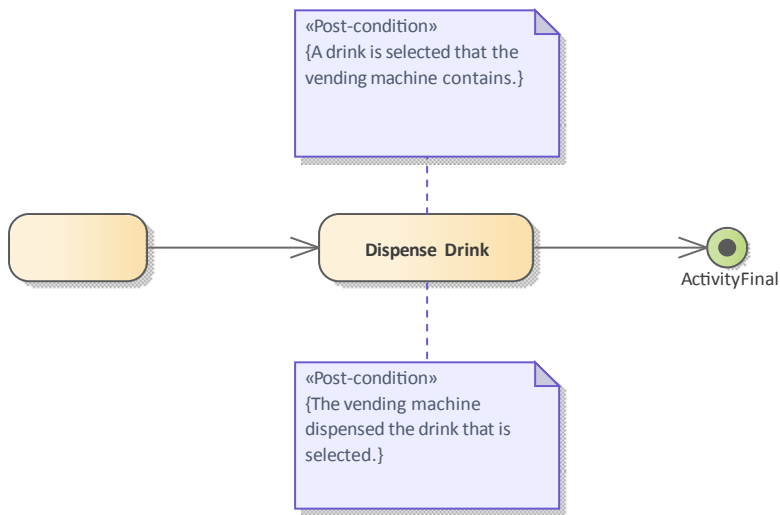 «Post-condition»
{A drink is selected that the
vending machine contains.}
Dispense Drink
ActivityFinal
«Post-condition»
{The vending machine
dispensed the drink that is
selected.}